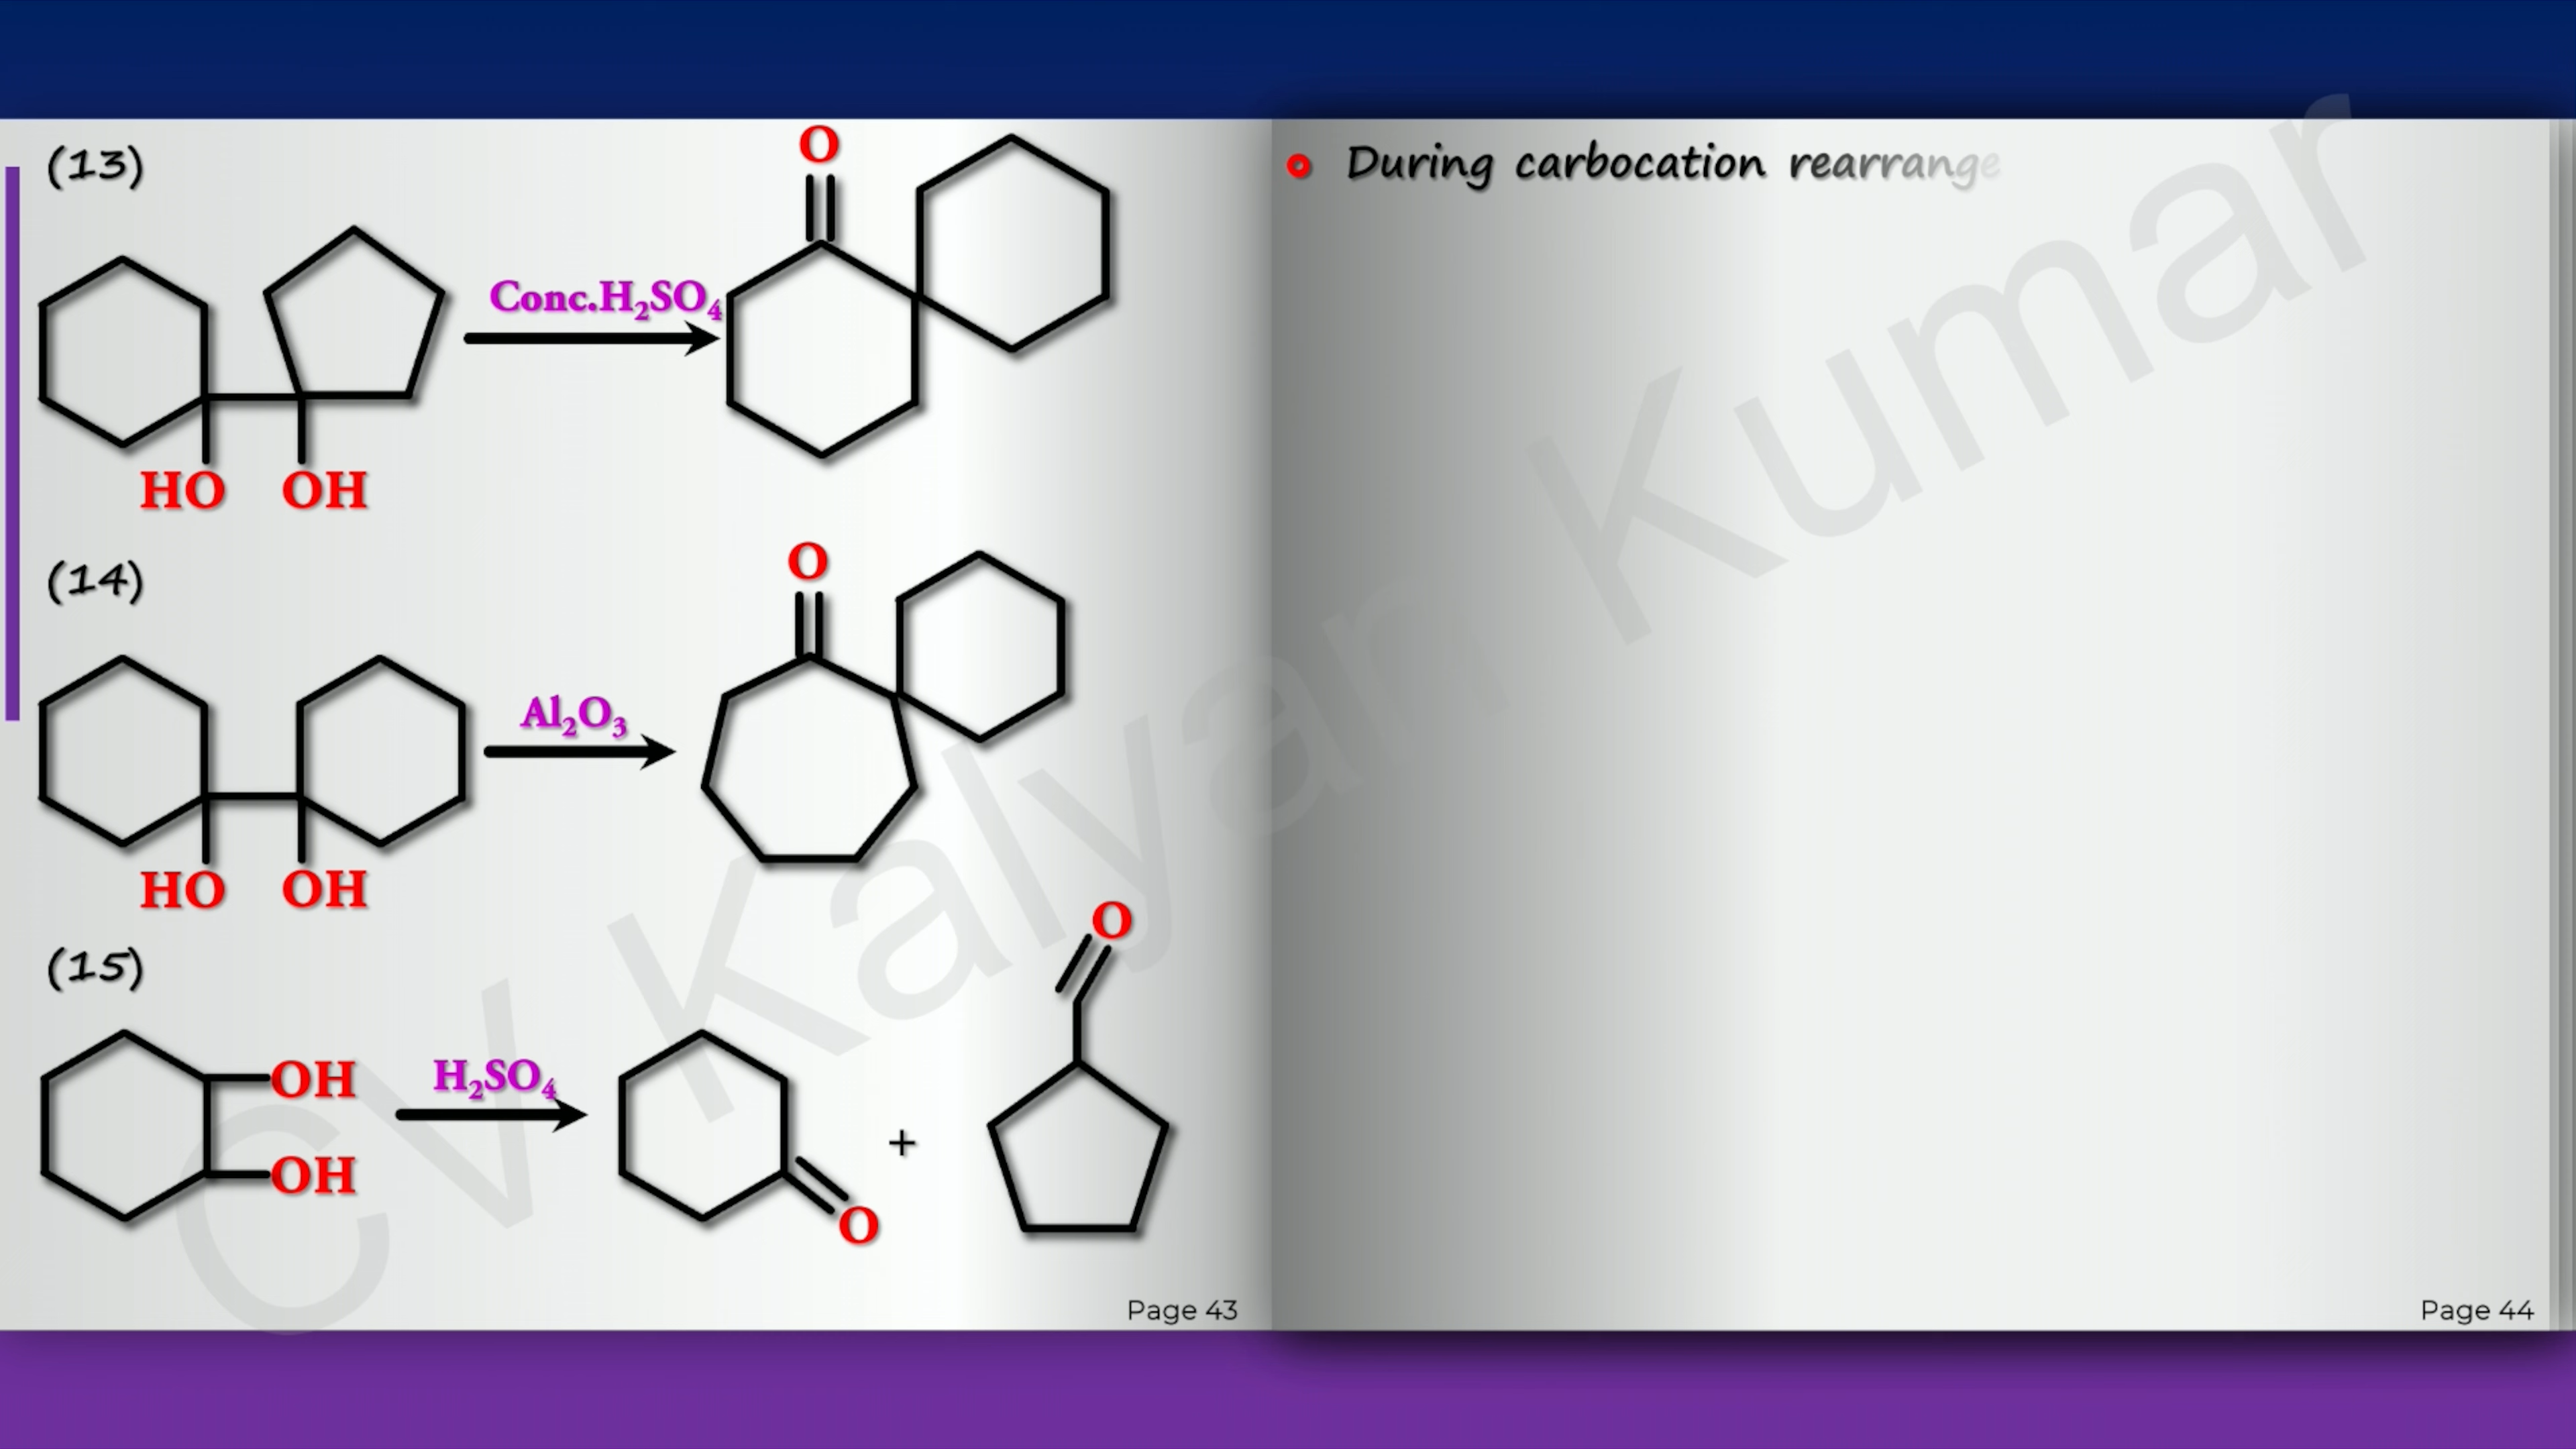 (13)
O
Conc.H₂SO₄
HO OH
(14)
O
Al₂O₃
HO OH
(15)
O
OH
H₂SO₄
+
OH
O
Page 43
During carbocation rearrange
Page 44
CV Kalyan Kumar